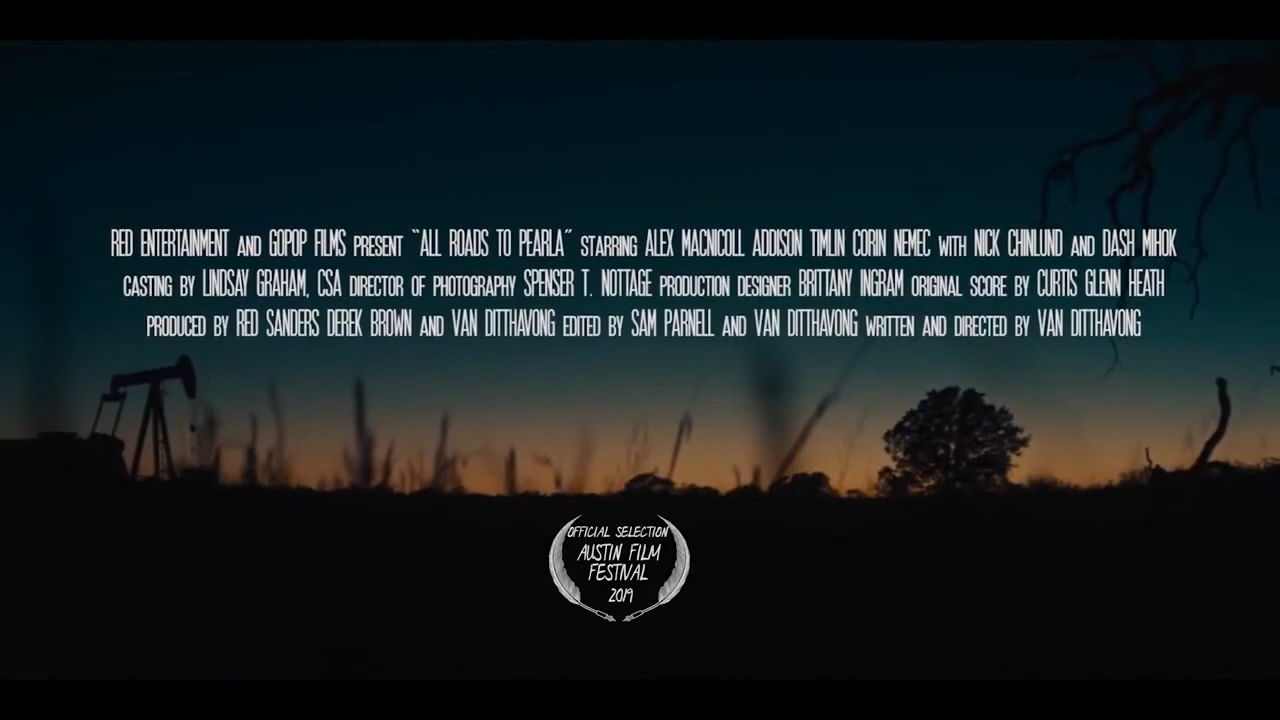 RED ENTERTAINMENT AND GOPOP FILMS PRESENT "ALL ROADS TO PEARLA" STARRING ALEX MACNICOLL ADDISON TIMLIN CORIN NEMEC WITH NICK CHINLUND AND DASH MIHOK
CASTING BY LINDSAY GRAHAM, CSA DIRECTOR OF PHOTOGRAPHY SPENSER T. NOTTAGE PRODUCTION DESIGNER BRITTANY INGRAM ORIGINAL SCORE BY CURTIS GLENN HEATH
PRODUCED BY RED SANDERS DEREK BROWN AND VAN DITTHAVONG EDITED BY SAM PARNELL AND VAN DITTHAVONG WRITTEN AND DIRECTED BY VAN DITTHAVONG
OFFICIAL SELECTION
AUSTIN FILM
FESTIVAL
2019